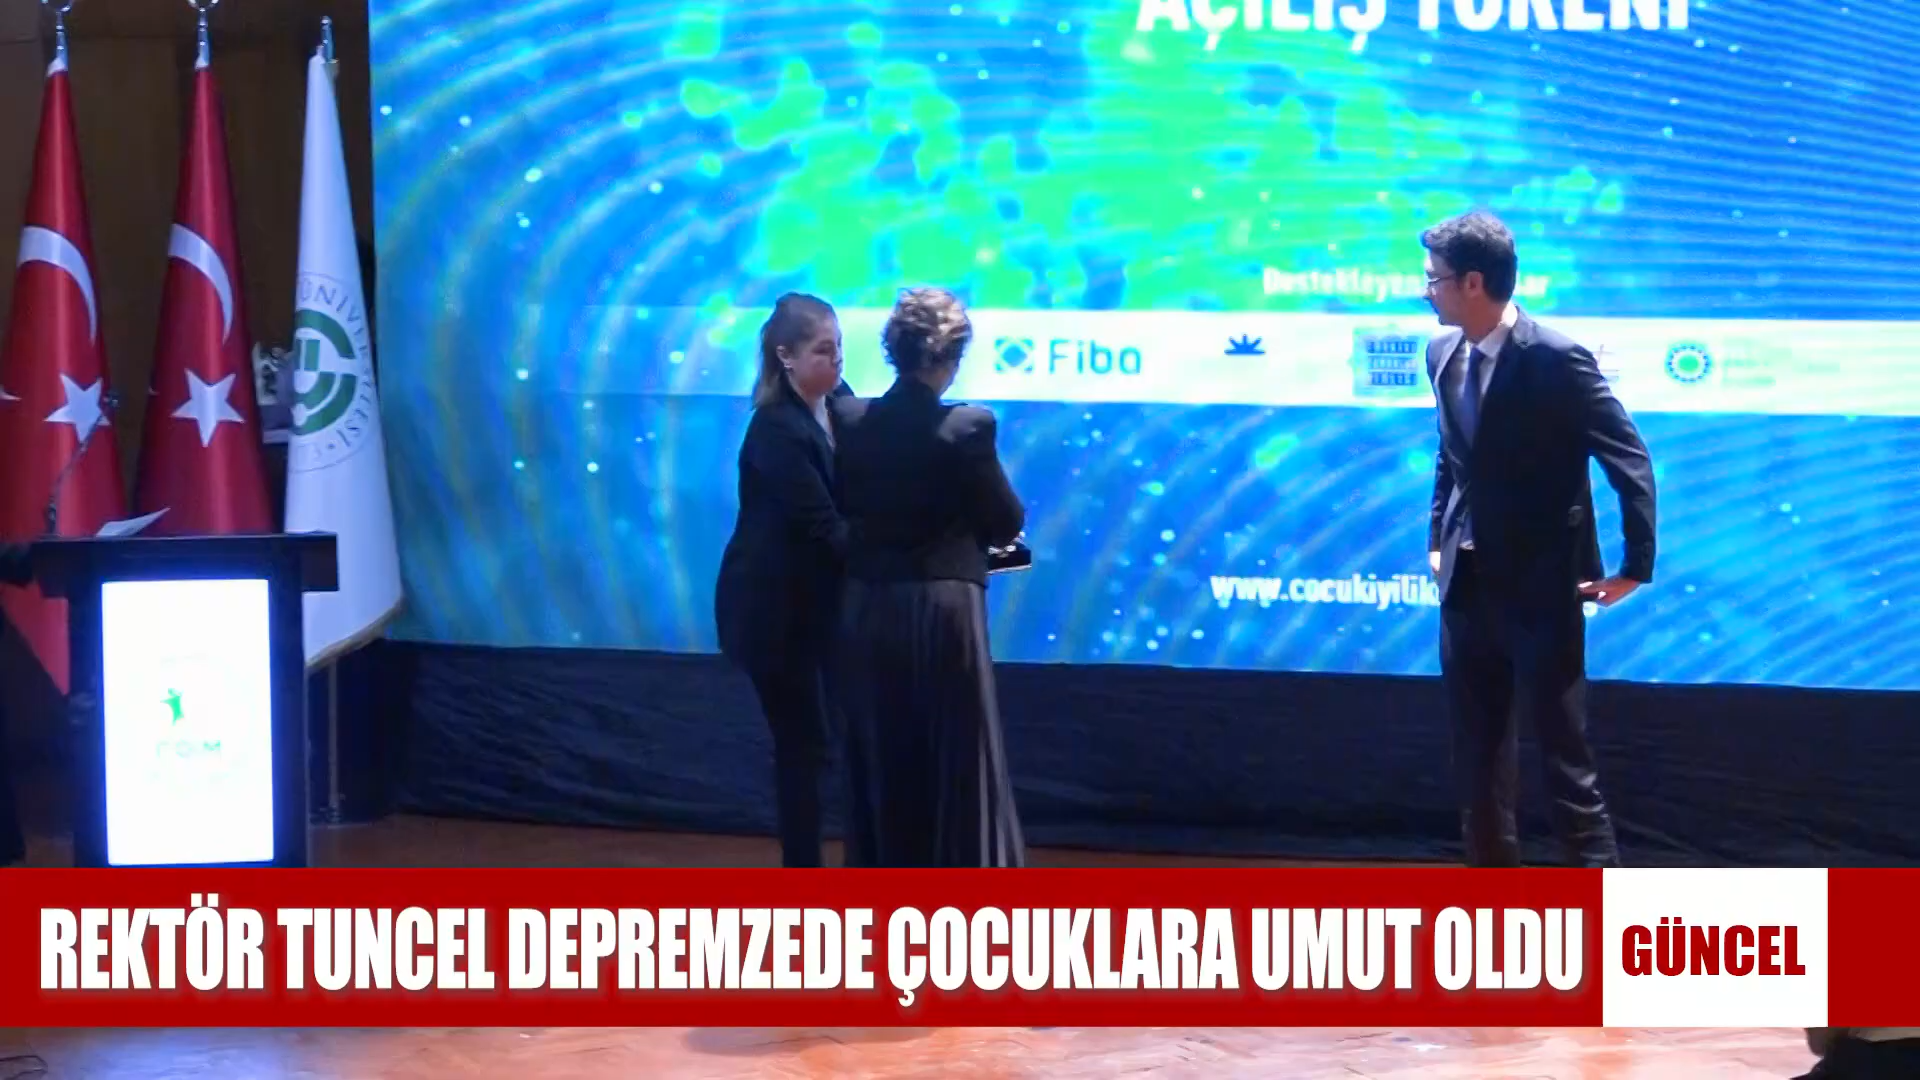 AÇILIŞ TÖRENİ
Destekleyen
Fiba
www.cocukiyilik
REKTÖR TUNCEL DEPREMZEDE ÇOCUKLARA UMUT OLDU
GÜNCEL